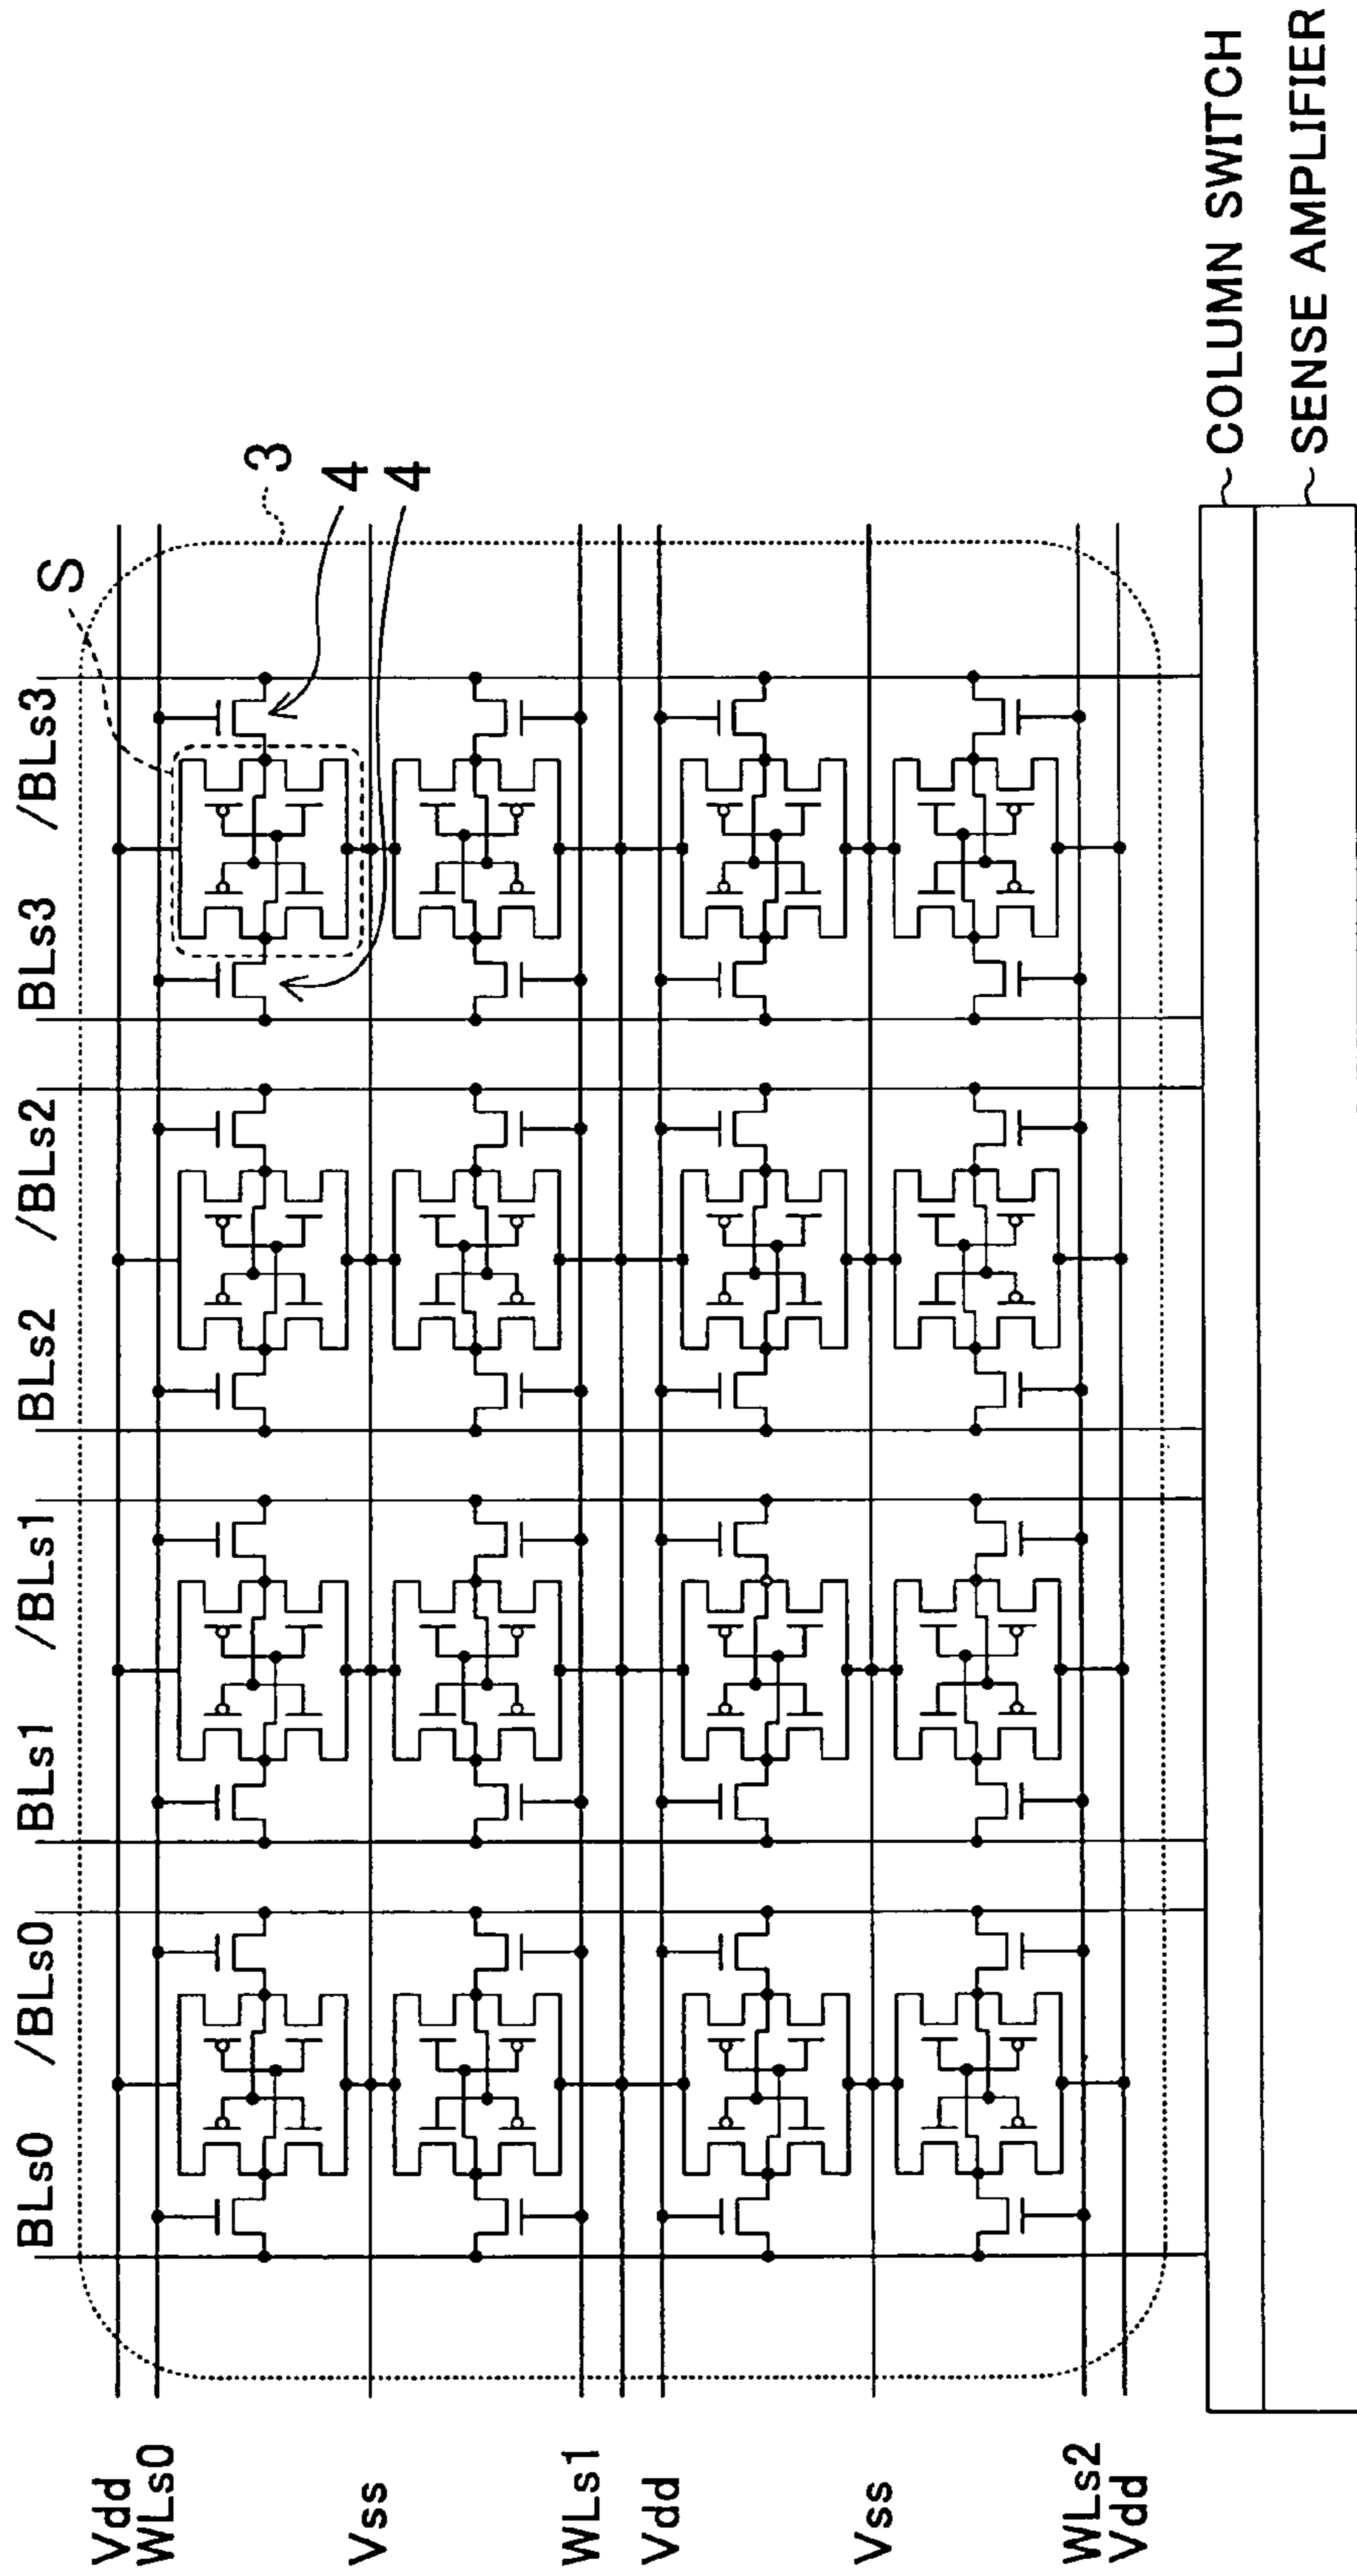 BLs0 /BLs0 BLs1 /BLs1 BLs2 /BLs2 BLs3 /BLs3
S
3
4
4
Vdd
WLs0
Vss
WLs1
Vdd
Vss
WLs2
Vdd
COLUMN SWITCH
SENSE AMPLIFIER